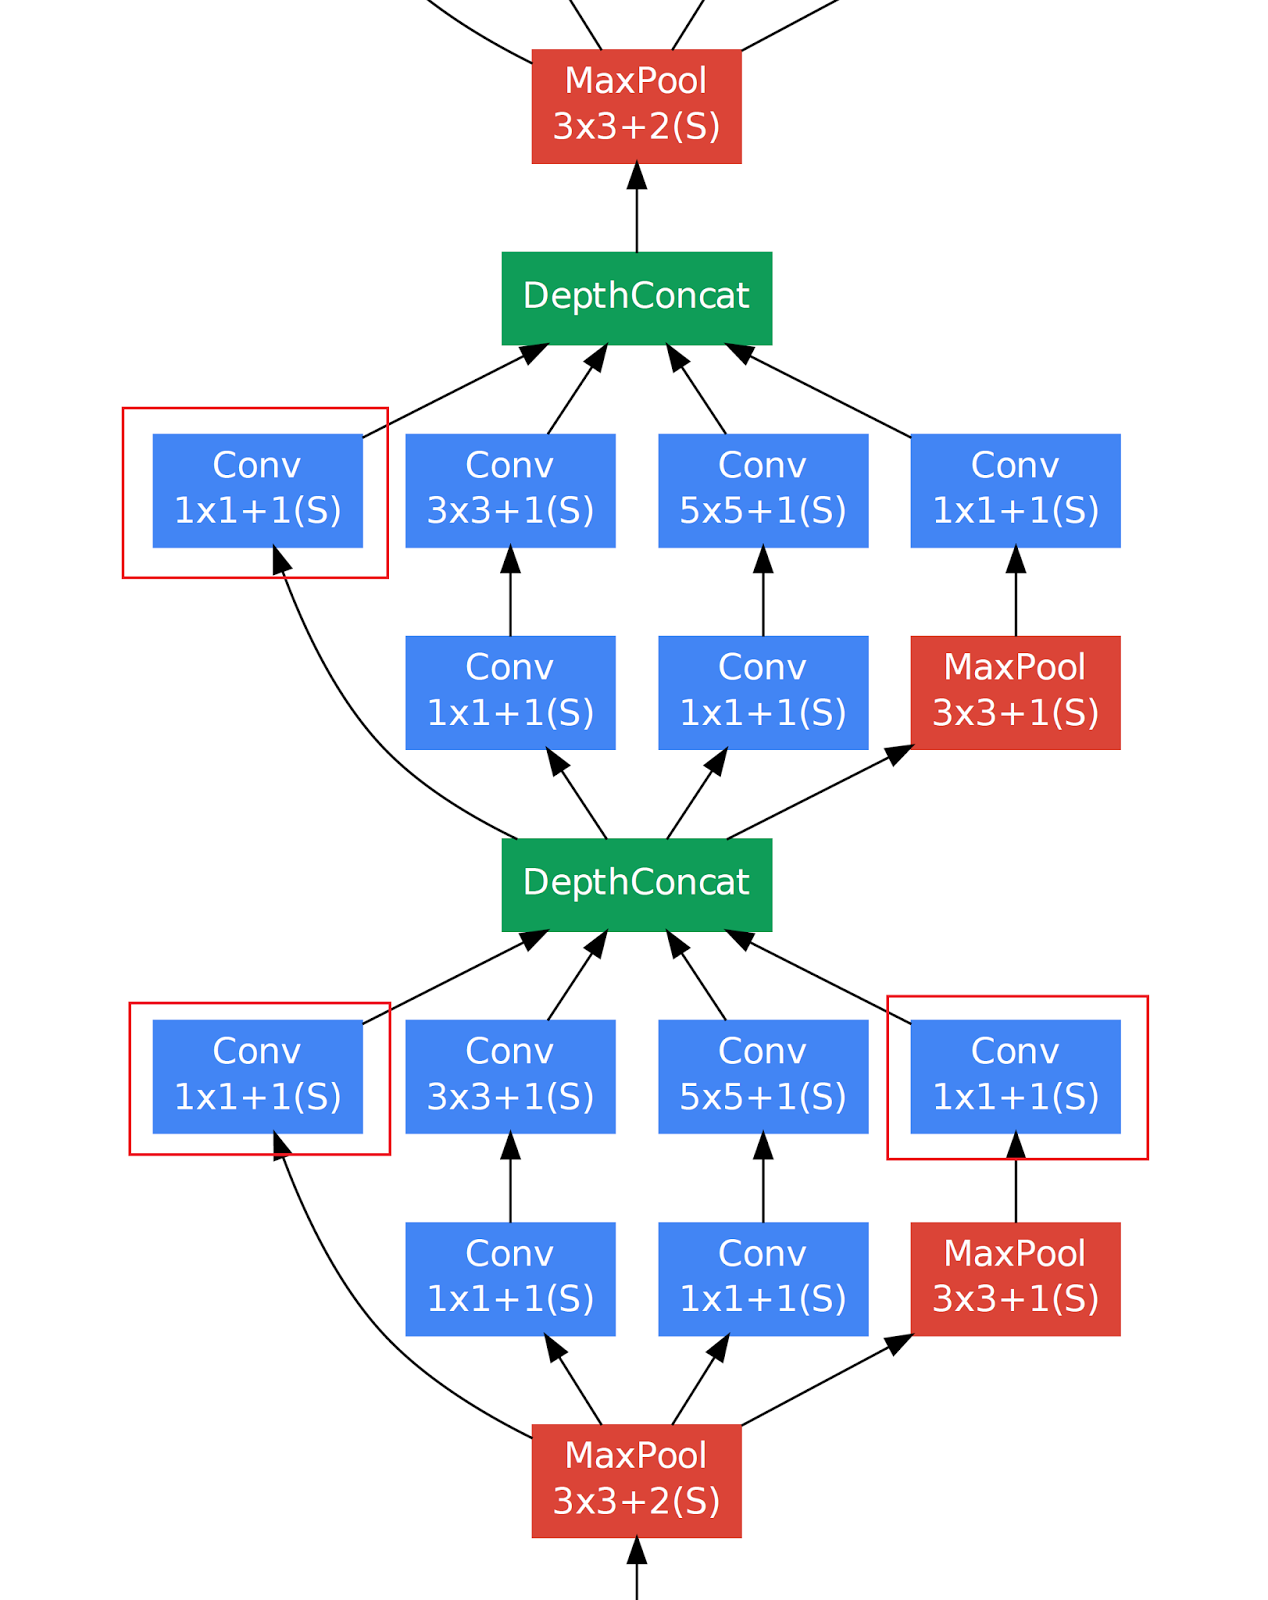 MaxPool
3x3+2(S)
DepthConcat
Conv
1x1+1(S)
Conv
3x3+1(S)
Conv
5x5+1(S)
Conv
1x1+1(S)
Conv
1x1+1(S)
Conv
1x1+1(S)
MaxPool
3x3+1(S)
DepthConcat
Conv
1x1+1(S)
Conv
3x3+1(S)
Conv
5x5+1(S)
Conv
1x1+1(S)
Conv
1x1+1(S)
Conv
1x1+1(S)
MaxPool
3x3+1(S)
MaxPool
3x3+2(S)